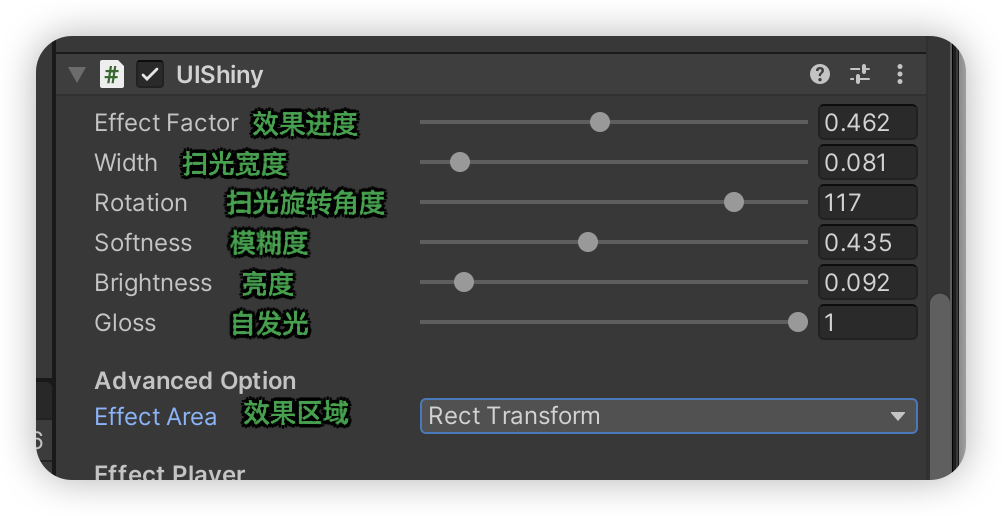 # UIShiny
Effect Factor 效果进度 0.462
Width 扫光宽度 0.081
Rotation 扫光旋转角度 117
Softness 模糊度 0.435
Brightness 亮度 0.092
Gloss 自发光 1
Advanced Option
Effect Area 效果区域 Rect Transform
6
Effect Player